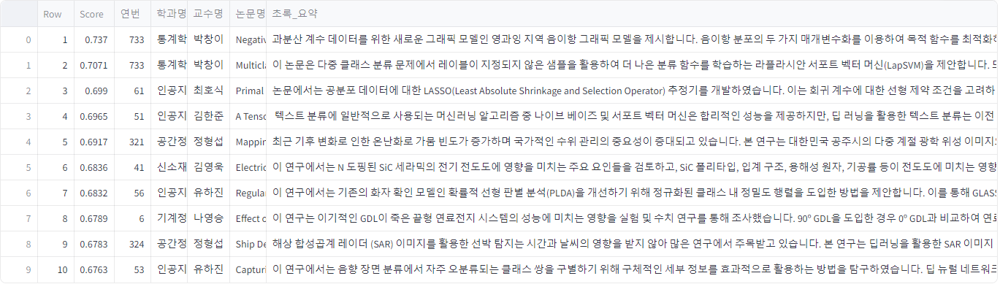 Row Score 연번 학과명 교수명 논문명 초록_요약
0 1 0.737 733 통계학 박창이 Negativ 과분산 계수 데이터를 위한 새로운 그래픽 모델인 영과잉 지역 음이항 그래픽 모델을 제시합니다. 음이항 분포의 두 가지 매개변수화를 이용하여 목적 함수를 최적화하
1 2 0.7071 733 통계학 박창이 Multicla 이 논문은 다중 클래스 분류 문제에서 레이블이 지정되지 않은 샘플을 활용하여 더 나은 분류 함수를 학습하는 라플라시안 서포트 벡터 머신(LapSVM)을 제안합니다. 또
2 3 0.699 61 인공지 최호식 Primal 논문에서는 공분포 데이터에 대한 LASSO(Least Absolute Shrinkage and Selection Operator) 추정기를 개발하였습니다. 이는 회귀 계수에 대한 선형 제약 조건을 고려하
3 4 0.6965 51 인공지 김한준 A Tenso 텍스트 분류에 일반적으로 사용되는 머신러닝 알고리즘 중 나이브 베이즈 및 서포트 벡터 머신은 합리적인 성능을 제공하지만, 딥 러닝을 활용한 텍스트 분류는 이전
4 5 0.6917 321 공간정 정형섭 Mappin 최근 기후 변화로 인한 온난화로 가뭄 빈도가 증가하며 국가적인 수위 관리의 중요성이 증대되고 있습니다. 본 연구는 대한민국 공주시의 다중 계절 광학 위성 이미지
5 6 0.6836 41 신소재 김영욱 Electric 이 연구에서는 N 도핑된 SiC 세라믹의 전기 전도도에 영향을 미치는 주요 요인들을 검토하고, SiC 폴리타입, 입계 구조, 용해성 원자, 기공률 등이 전도도에 미치는 영향
6 7 0.6832 56 인공지 유하진 Regular 이 연구에서는 기존의 화자 확인 모델인 확률적 선형 판별 분석(PLDA)을 개선하기 위해 정규화된 클래스 내 정밀도 행렬을 도입한 방법을 제안합니다. 이를 통해 GLASS
7 8 0.6789 6 기계정 나영승 Effect o 이 연구는 이기적인 GDL이 죽은 끝형 연료전지 시스템의 성능에 미치는 영향을 실험 및 수치 연구를 통해 조사했습니다. 90º GDL을 도입한 경우 0º GDL과 비교하여 연료
8 9 0.6783 324 공간정 정형섭 Ship De 해상 합성곱계 레이더 (SAR) 이미지를 활용한 선박 탐지는 시간과 날씨의 영향을 받지 않아 많은 연구에서 주목받고 있습니다. 본 연구는 딥러닝을 활용한 SAR 이미지
9 10 0.6763 53 인공지 유하진 Capturi 이 연구에서는 음향 장면 분류에서 자주 오분류되는 클래스 쌍을 구별하기 위해 구체적인 세부 정보를 효과적으로 활용하는 방법을 탐구하였습니다. 딥 뉴럴 네트워크